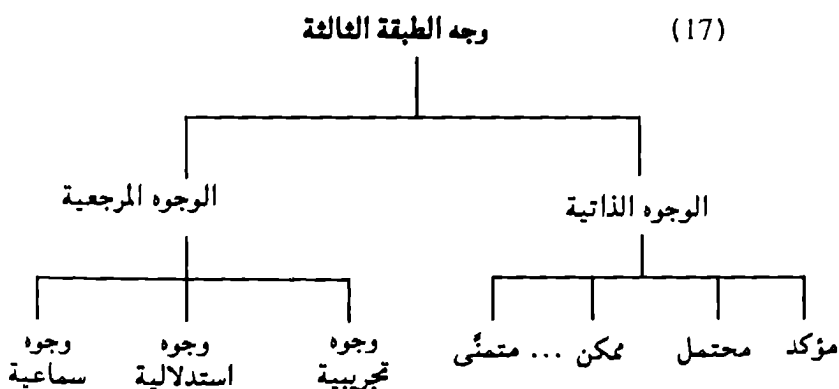 (17) وجه الطبقة الثالثة
الوجوه الذاتية الوجوه المرجعية
مؤكد محتمل ممكن ... متمنَّى
وجوه تجريبية
وجوه استدلالية
وجوه سماعية